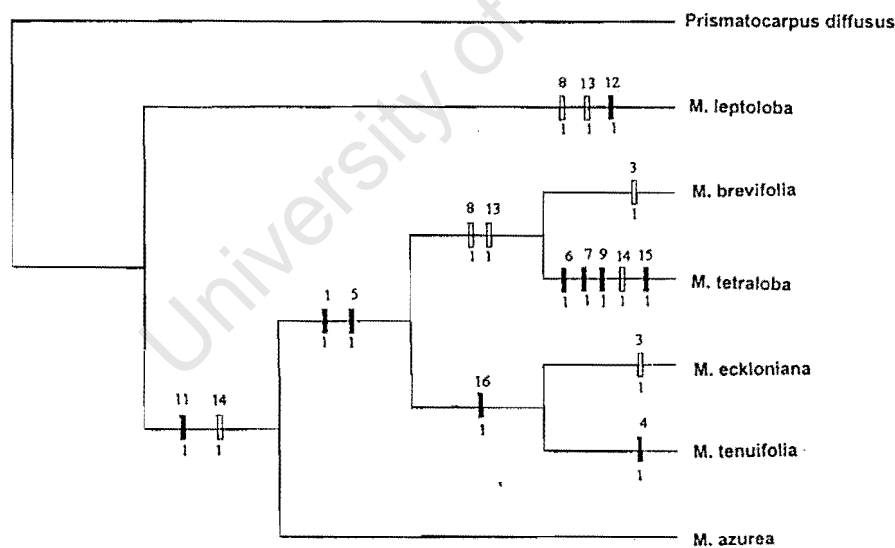 Prismatocarpus diffusus
8 13 12
M. leptoloba
1 1 1
3
M. brevifolia
1
8 13
1 1
6 7 9 14 15
M. tetraloba
1 1 1 1 1
1 5
1 1
3
M. eckloniana
1
16
1
4
M. tenuifolia
1
11 14
1 1
M. azurea
University of